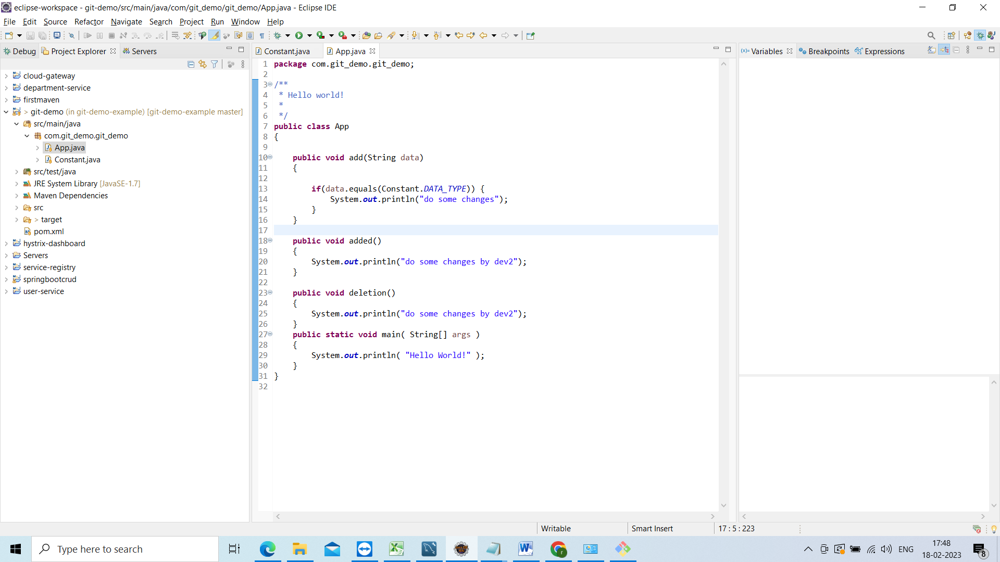 eclipse-workspace - git-demo/src/main/java/com/git_demo/git_demo/App.java - Eclipse IDE
File Edit Source Refactor Navigate Search Project Run Window Help
Debug Project Explorer Servers
cloud-gateway
department-service
firstmaven
> git-demo (in git-demo-example) [git-demo-example master]
src/main/java
com.git_demo.git_demo
App.java
Constant.java
src/test/java
JRE System Library [JavaSE-1.7]
Maven Dependencies
src
> target
pom.xml
hystrix-dashboard
Servers
service-registry
springbootcrud
user-service
Constant.java App.java
1 package com.git_demo.git_demo;
2
3 /**
4  * Hello world!
5  *
6  */
7 public class App
8 {
9
10     public void add(String data)
11     {
12
13         if(data.equals(Constant.DATA_TYPE)) {
14             System.out.println("do some changes");
15         }
16     }
17
18     public void added()
19     {
20         System.out.println("do some changes by dev2");
21     }
22
23     public void deletion()
24     {
25         System.out.println("do some changes by dev2");
26     }
27     public static void main( String[] args )
28     {
29         System.out.println( "Hello World!" );
30     }
31 }
32
(x)= Variables Breakpoints Expressions
Writable Smart Insert 17 : 5 : 223
Type here to search
ENG
17:48
18-02-2023
8